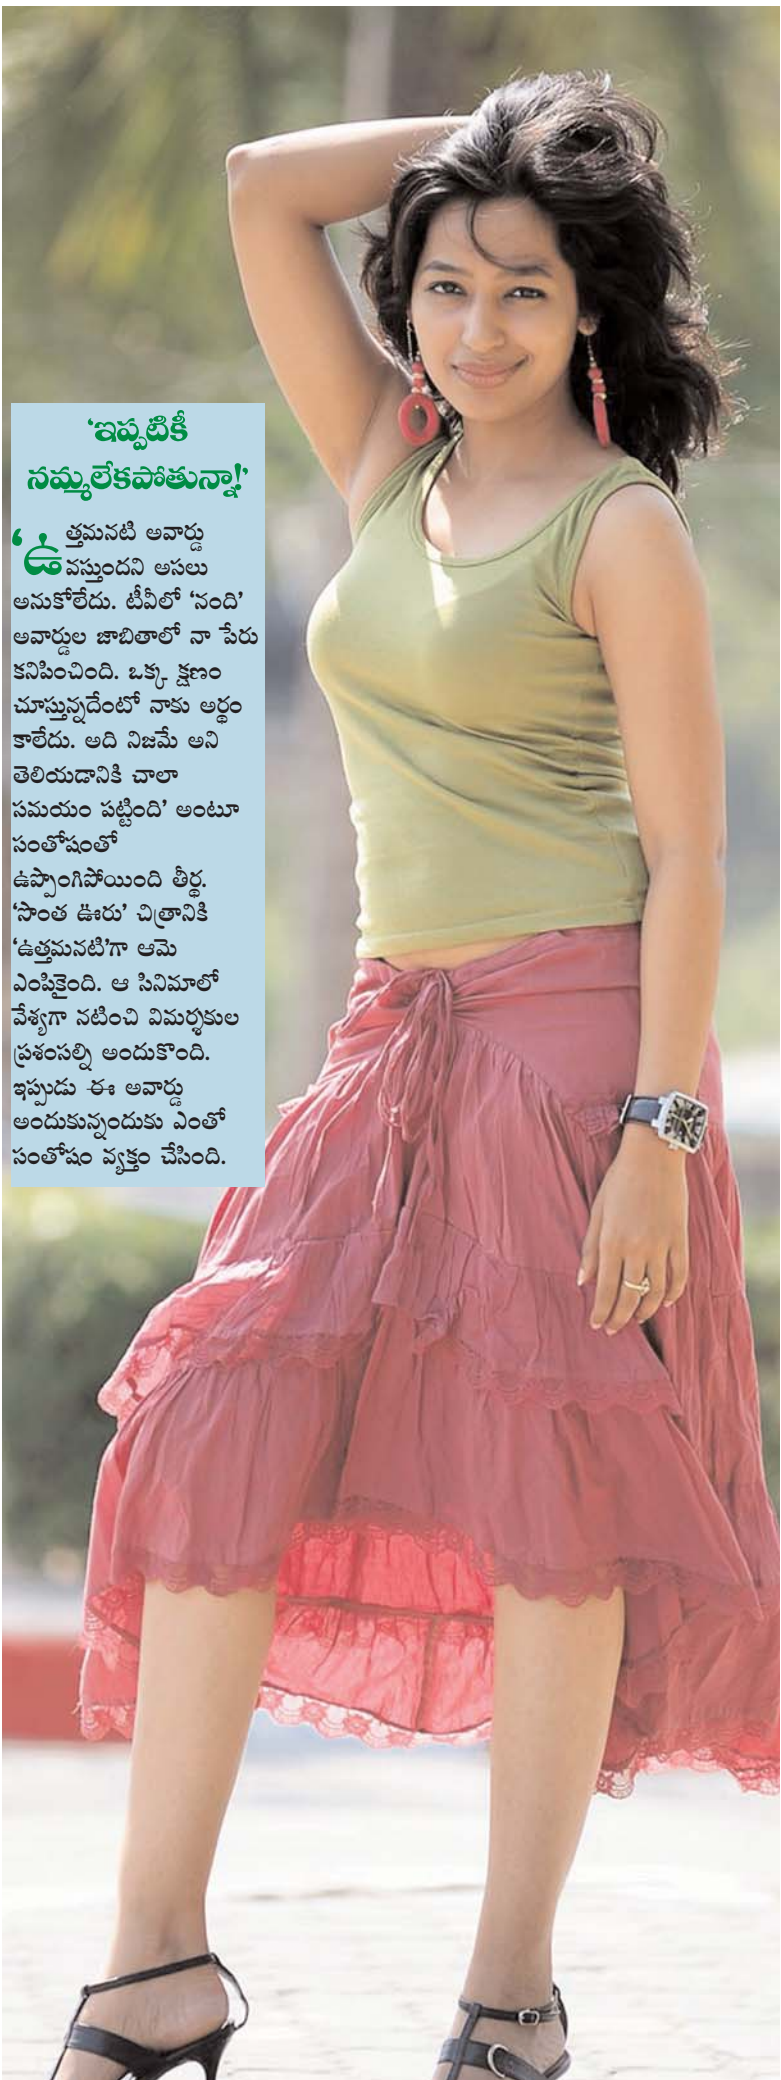 ‘ఇప్పటికీ
నమ్మలేకపోతున్నా!’
‘ఉత్తమనటి అవార్డు
వస్తుందని అసలు
అనుకోలేదు. టీవీలో ‘నంది’
అవార్డుల జాబితాలో నా పేరు
కనిపించింది. ఒక్క క్షణం
చూస్తున్నదేంటో నాకు అర్థం
కాలేదు. అది నిజమే అని
తెలియడానికి చాలా
సమయం పట్టింది’ అంటూ
సంతోషంతో
ఉప్పొంగిపోయింది తీర్థ.
‘సొంత ఊరు’ చిత్రానికి
‘ఉత్తమనటి’గా ఆమె
ఎంపికైంది. ఆ సినిమాలో
వేశ్యగా నటించి విమర్శకుల
ప్రశంసల్ని అందుకొంది.
ఇప్పుడు ఈ అవార్డు
అందుకున్నందుకు ఎంతో
సంతోషం వ్యక్తం చేసింది.